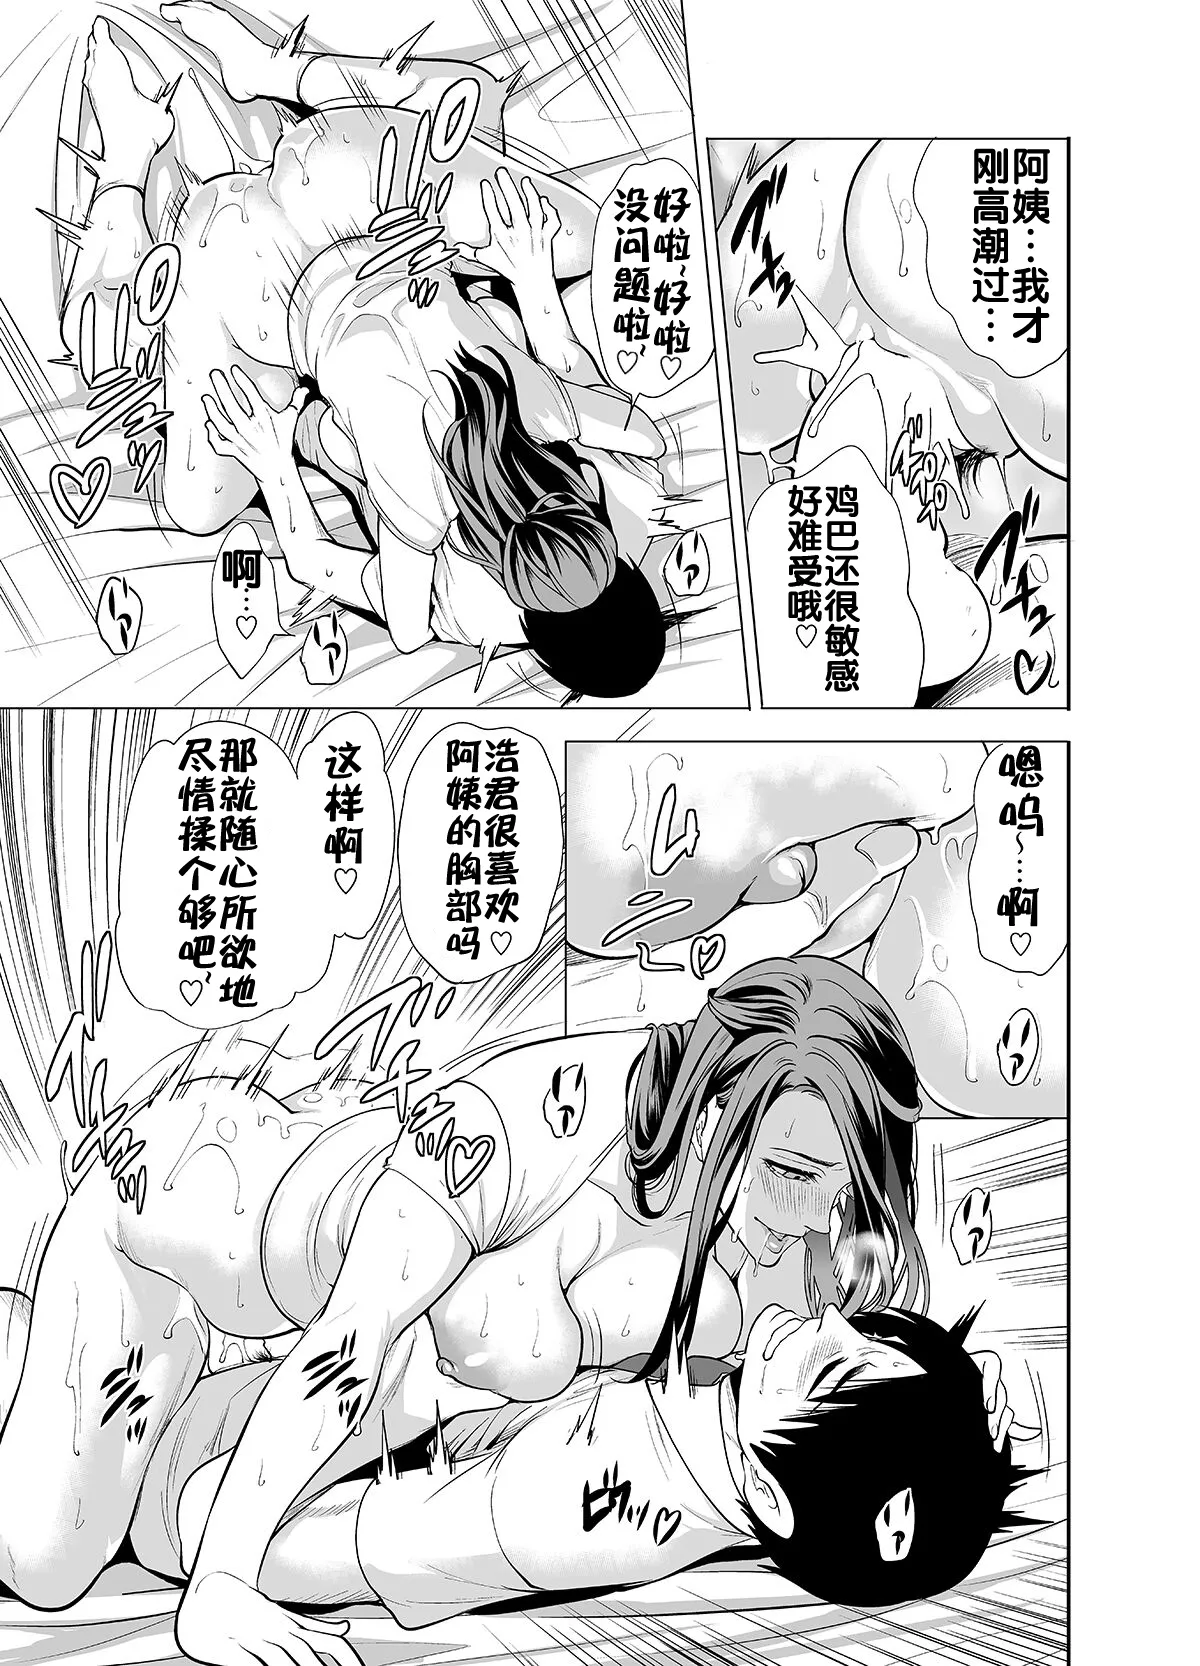 阿姨…我才
刚高潮过…
鸡巴还很敏感
好难受哦♡
好啦~好啦♡
没问题啦~♡
啊…♡
嗯呜~……啊♡
浩君很喜欢♡
阿姨的胸部吗
这样啊♡
那就随心所欲地
尽情揉个够吧~♡